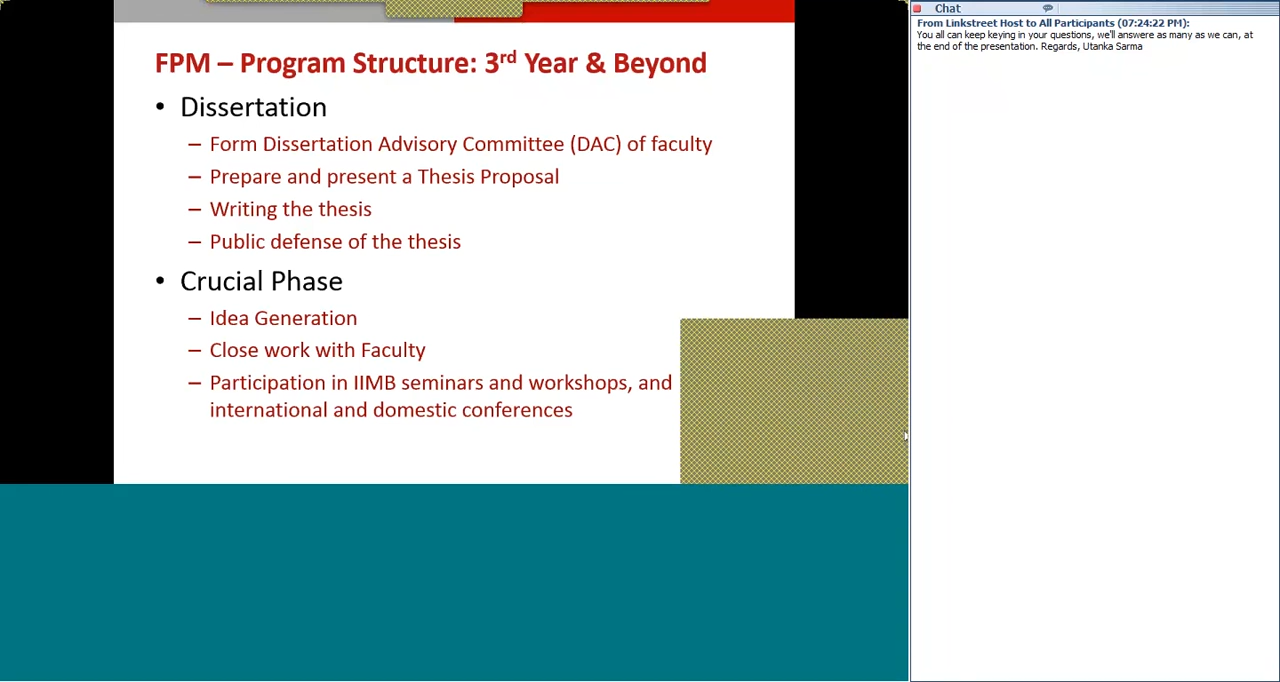 FPM – Program Structure: 3rd Year & Beyond
• Dissertation
– Form Dissertation Advisory Committee (DAC) of faculty
– Prepare and present a Thesis Proposal
– Writing the thesis
– Public defense of the thesis
• Crucial Phase
– Idea Generation
– Close work with Faculty
– Participation in IIMB seminars and workshops, and
international and domestic conferences
Chat
From Linkstreet Host to All Participants (07:24:22 PM):
You all can keep keying in your questions, we'll answere as many as we can, at
the end of the presentation. Regards, Utanka Sarma